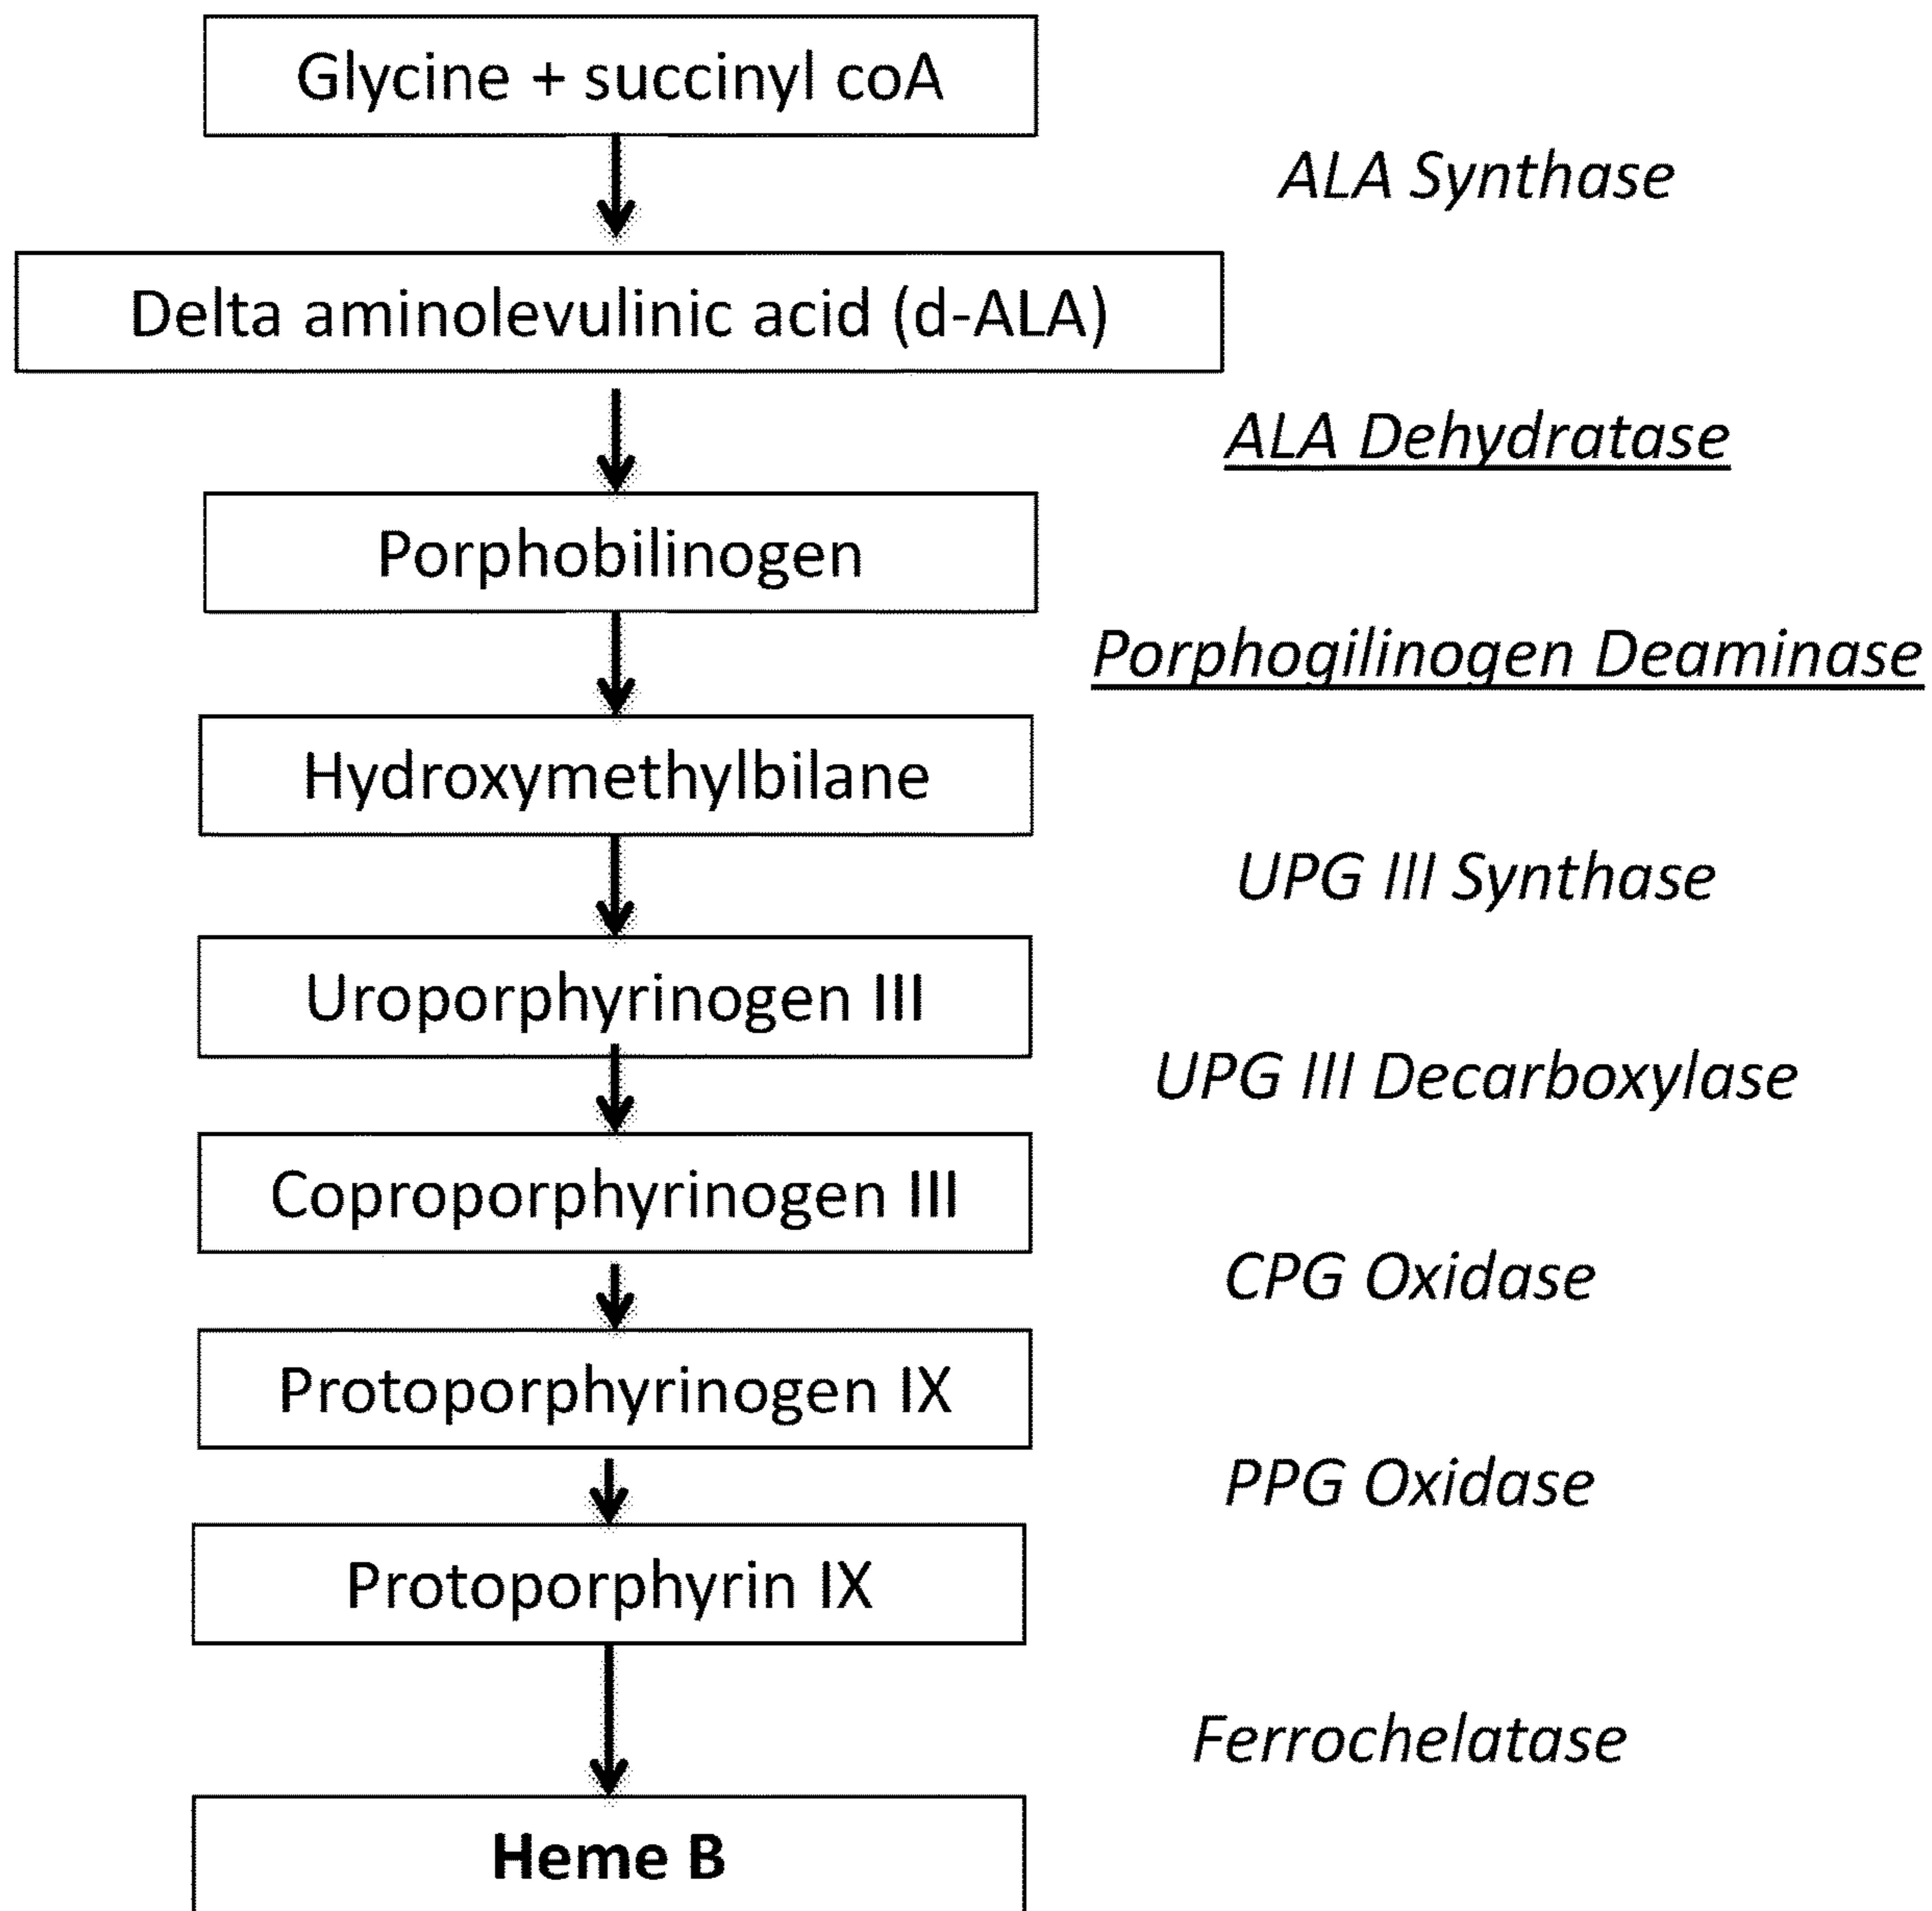 Glycine + succinyl coA
ALA Synthase
Delta aminolevulinic acid (d-ALA)
ALA Dehydratase
Porphobilinogen
Porphogilinogen Deaminase
Hydroxymethylbilane
UPG III Synthase
Uroporphyrinogen III
UPG III Decarboxylase
Coproporphyrinogen III
CPG Oxidase
Protoporphyrinogen IX
PPG Oxidase
Protoporphyrin IX
Ferrochelatase
Heme B